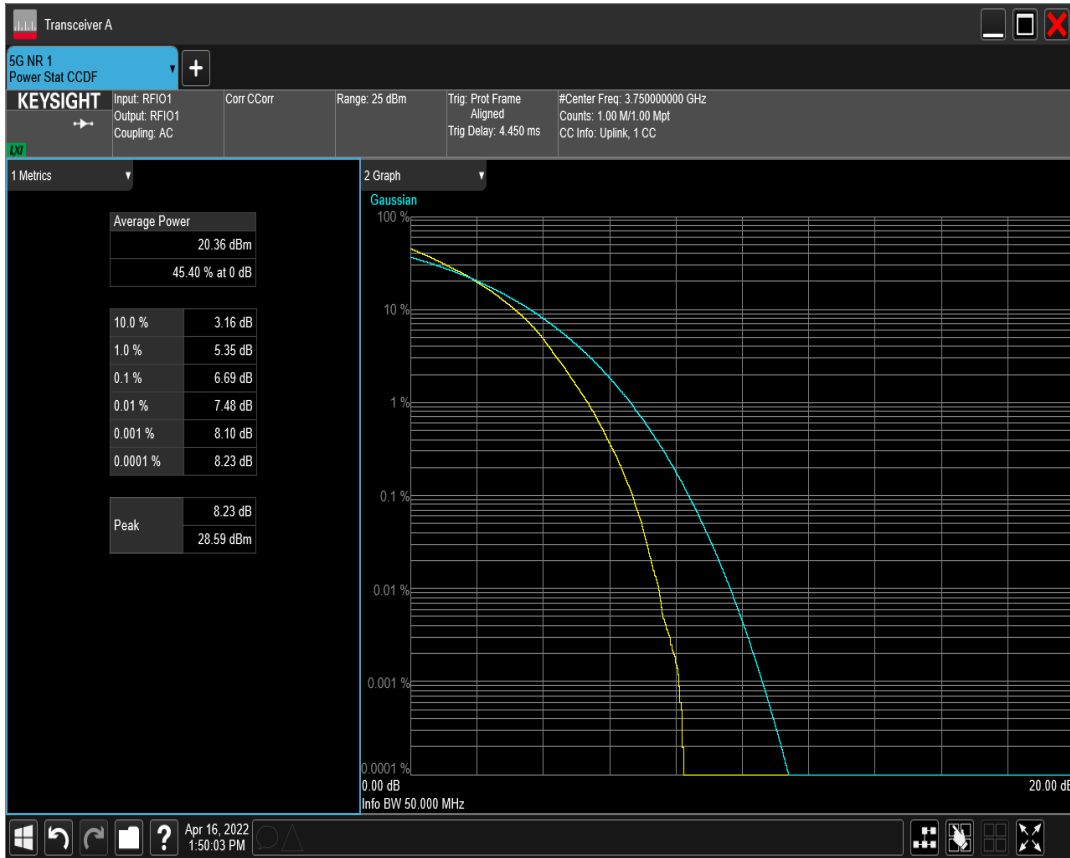 Transceiver A
5G NR 1
Power Stat CCDF
KEYSIGHT
LXI
Input: RFIO1
Output: RFIO1
Coupling: AC
Corr CCorr
Range: 25 dBm
Trig: Prot Frame
Aligned
Trig Delay: 4.450 ms
#Center Freq: 3.750000000 GHz
Counts: 1.00 M/1.00 Mpt
CC Info: Uplink, 1 CC
1 Metrics
Average Power
20.36 dBm
45.40 % at 0 dB
10.0 % 3.16 dB
1.0 % 5.35 dB
0.1 % 6.69 dB
0.01 % 7.48 dB
0.001 % 8.10 dB
0.0001 % 8.23 dB
Peak 8.23 dB
28.59 dBm
2 Graph
Gaussian
100 %
10 %
1 %
0.1 %
0.01 %
0.001 %
0.0001 %
0.00 dB 20.00 dB
Info BW 50.000 MHz
? Apr 16, 2022
1:50:03 PM